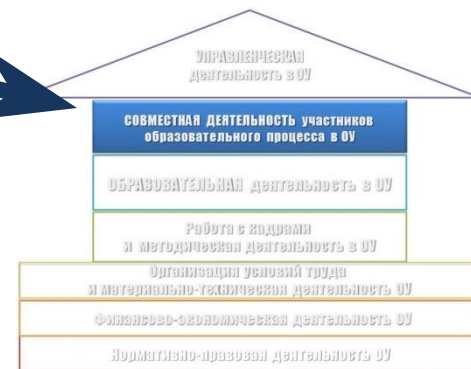 УПРАВЛЕНЧЕСКАЯ
деятельность в ОУ
СОВМЕСТНАЯ ДЕЯТЕЛЬНОСТЬ участников
образовательного процесса в ОУ
ОБРАЗОВАТЕЛЬНАЯ деятельность в ОУ
Работа с кадрами
и методическая деятельность в ОУ
Организация условий труда
и материально-техническая деятельность ОУ
Финансово-экономическая деятельность ОУ
Нормативно-правовая деятельность ОУ